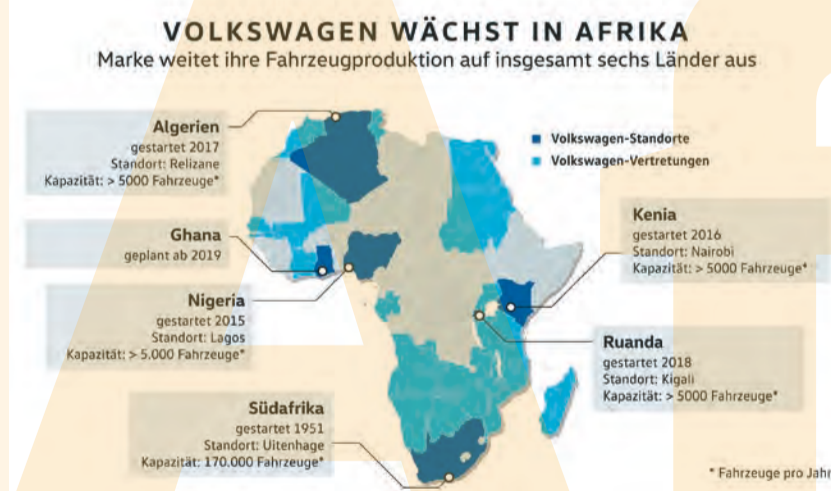 VOLKSWAGEN WÄCHST IN AFRIKA
Marke weitet ihre Fahrzeugproduktion auf insgesamt sechs Länder aus
Algerien
gestartet 2017
Standort: Relizane
Kapazität: > 5000 Fahrzeuge*
Volkswagen-Standorte
Volkswagen-Vertretungen
Ghana
geplant ab 2019
Kenia
gestartet 2016
Standort: Nairobi
Kapazität: > 5000 Fahrzeuge*
Nigeria
gestartet 2015
Standort: Lagos
Kapazität: > 5.000 Fahrzeuge*
Ruanda
gestartet 2018
Standort: Kigali
Kapazität: > 5000 Fahrzeuge*
Südafrika
gestartet 1951
Standort: Uitenhage
Kapazität: 170.000 Fahrzeuge*
* Fahrzeuge pro Jahr